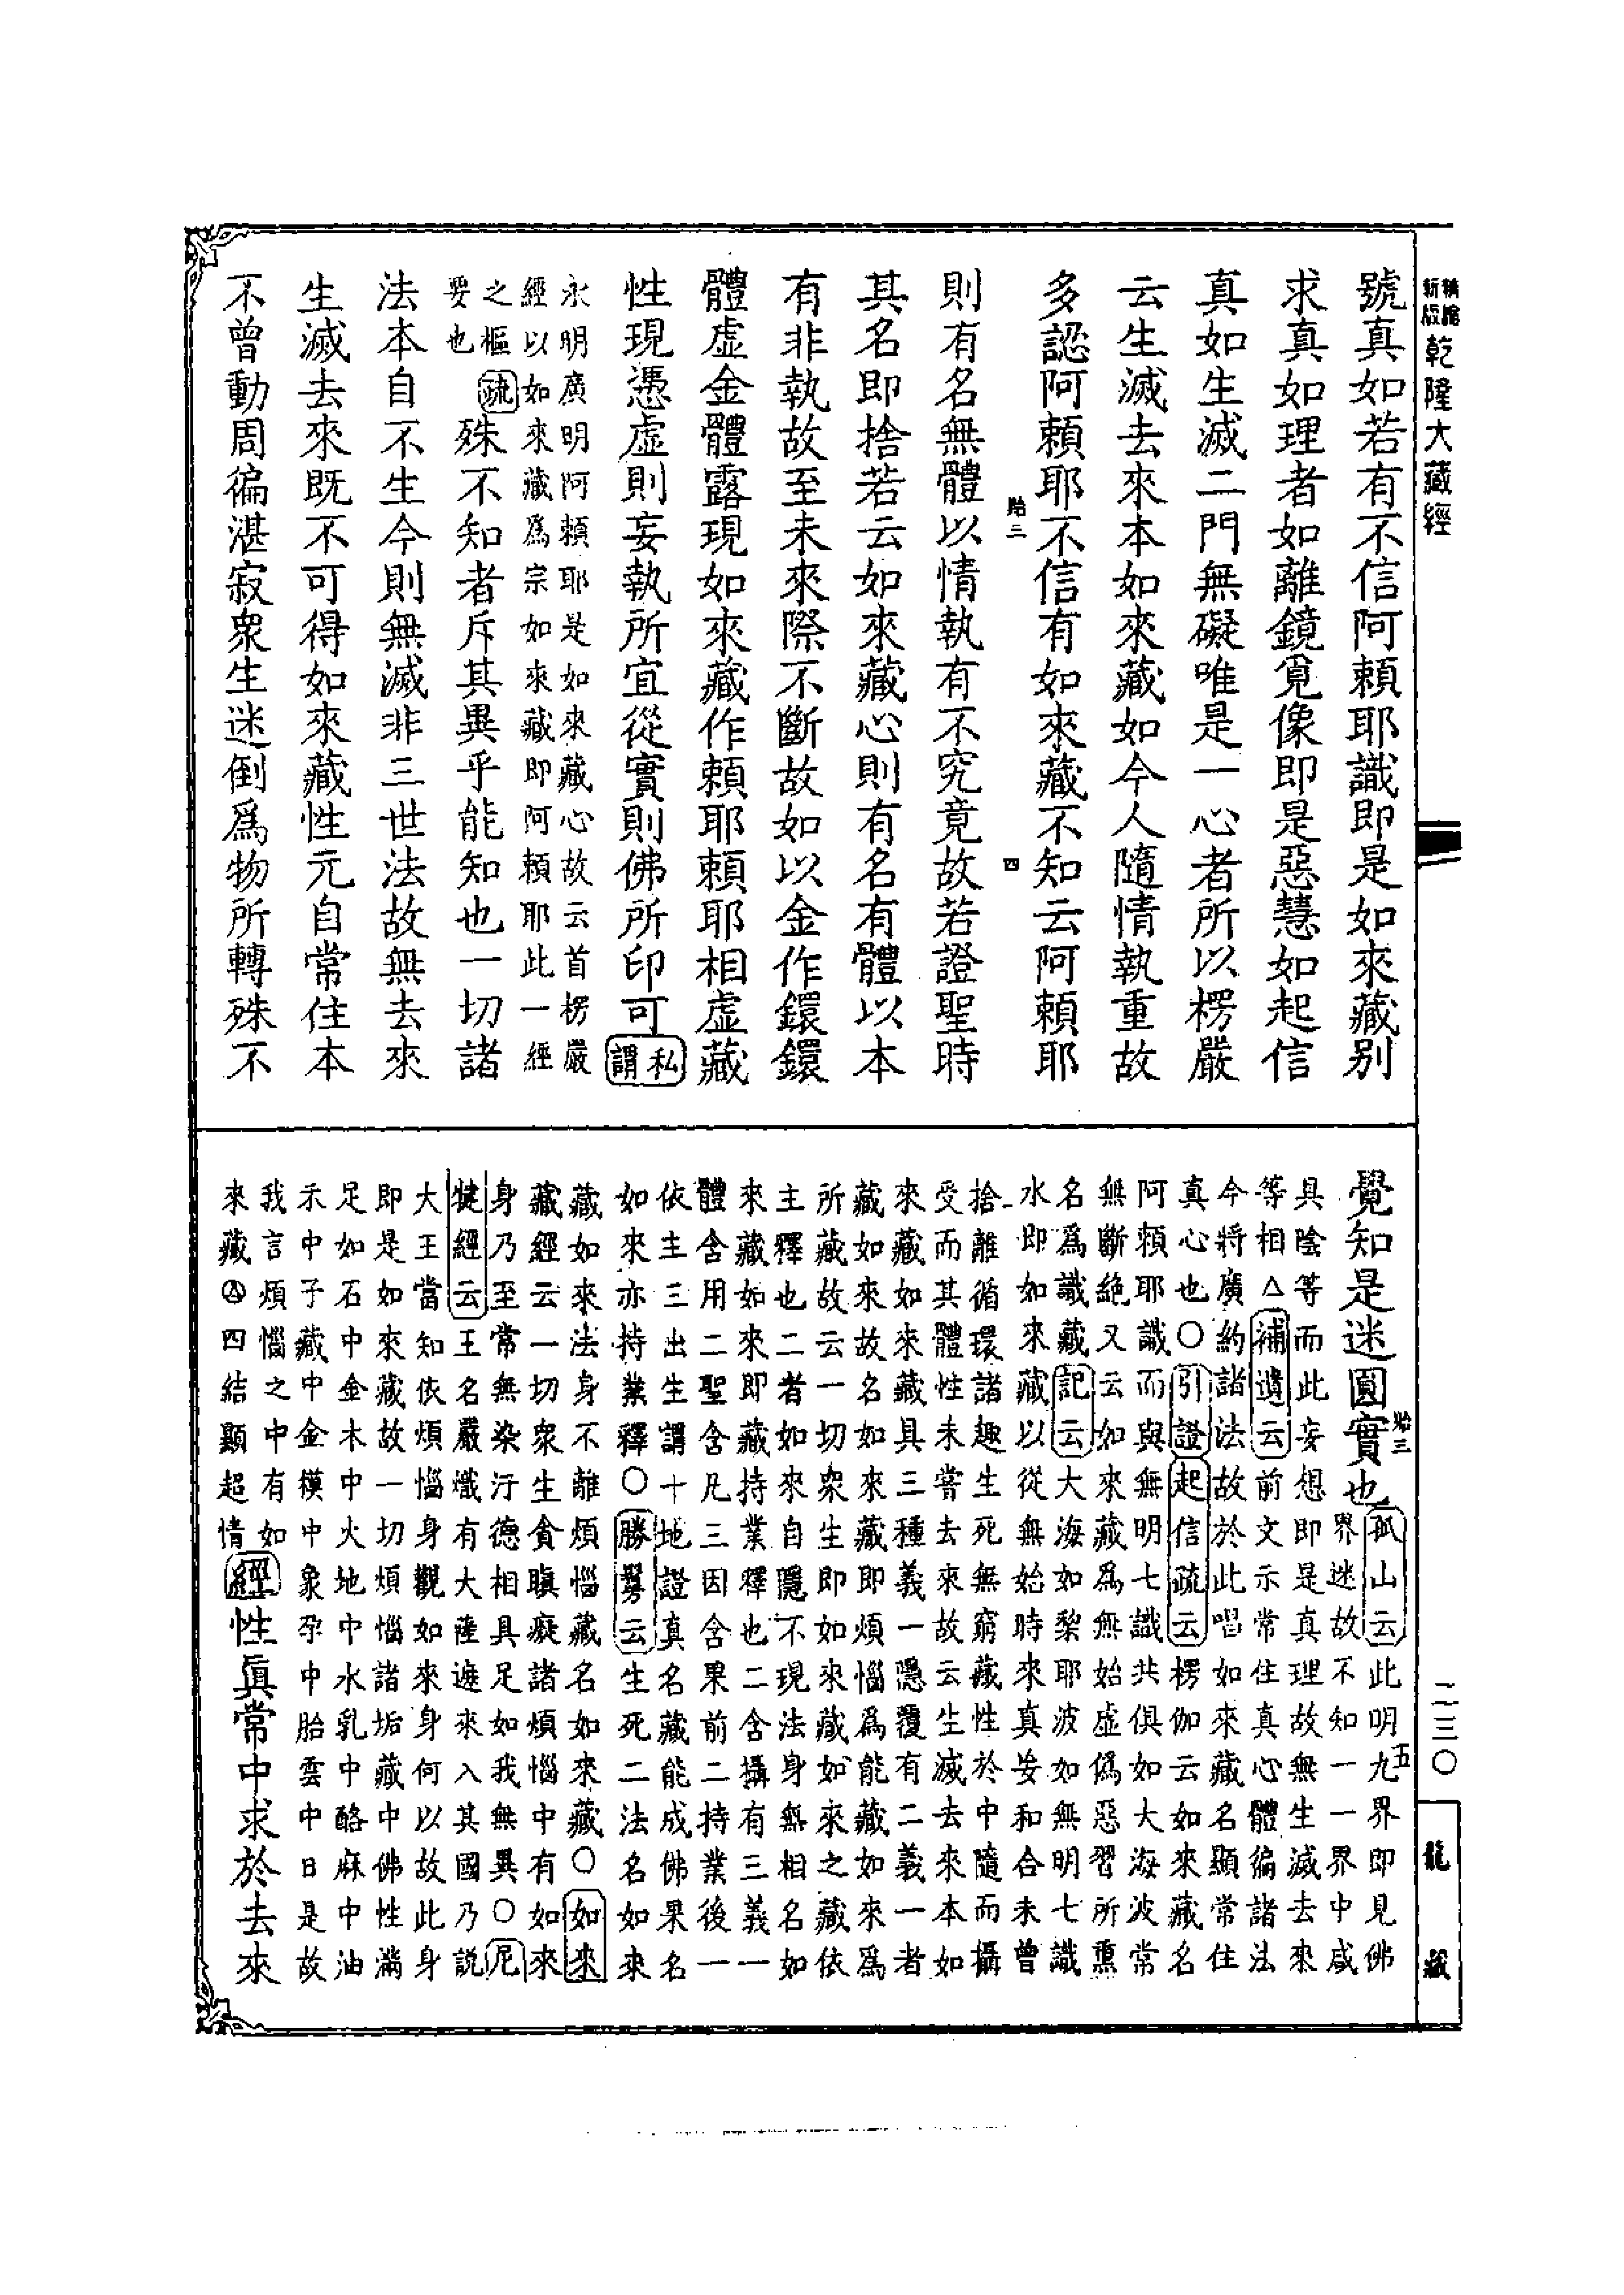 新版精縮乾隆大藏經
號真如若有不信阿賴耶識即是如來藏别
求真如理者如離鏡覓像即是惡慧如起信
真如生滅二門無礙唯是一心者所以楞嚴
云生滅去來本如來藏如今人隨情執重故
多認阿賴耶不信有如來藏不知云阿賴耶
貽三 四
則有名無體以情執有不究竟故若證聖時
其名即捨若云如來藏心則有名有體以本
有非執故至未來際不斷故如以金作鐶鐶
體虛金體露現如來藏作賴耶賴耶相虛藏
性現憑虛則妄執所宜從實則佛所印可私謂
永明廣明阿賴耶是如來藏心故云首楞嚴
經以如來藏爲宗如來藏即阿賴耶此一經
之樞
要也
疏殊不知者斥其異乎能知也一切諸
法本自不生今則無滅非三世法故無去來
生滅去來既不可得如來藏性元自常住本
不曾動周徧湛寂衆生迷倒爲物所轉殊不
覺知是迷圓實也
貽三 五
孤山云此明九界即見佛
界迷故不知一一界中咸
具陰等而此妄想即是真理故無生滅去來
等相△補遺云前文示常住真心體徧諸法
今將廣約諸法故於此唱如來藏名顯常住
真心也○引證起信疏云楞伽云如來藏名
阿賴耶識而與無明七識共俱如大海波常
無斷絶又云如來藏爲無始虛僞惡習所熏
名爲識藏記云大海如黎耶波如無明七識
水即如來藏以從無始時來真妄和合未曾
捨離循環諸趣生死無窮藏性於中隨而攝
受而其體性未嘗去來故云生滅去來本如
來藏如來藏具三種義一隱覆有二義一者
藏如來故名如來藏即煩惱爲能藏如來爲
所藏故云一切衆生即如來藏如來之藏依
主釋也二者如來自隱不現法身無相名如
來藏如來即藏持業釋也二含攝有三義一
體含用二聖含凡三因含果前二持業後一
依主三出生謂十地證真名藏能成佛果名
如來亦持業釋○勝鬘云生死二法名如來
藏如來法身不離煩惱藏名如來藏○如來
藏經云一切衆生貪瞋癡諸煩惱中有如來
身乃至常無染汙德相具足如我無異○尼
犍經云王名嚴熾有大薩遮來入其國乃説
大王當知依煩惱身觀如來身何以故此身
即是如來藏故一切煩惱諸垢藏中佛性滿
足如石中金木中火地中水乳中酪麻中油
禾中子藏中金模中象孕中胎雲中日是故
我言煩惱之中有如
來藏四結顯超情
經性眞常中求於去來
二三〇
龍藏